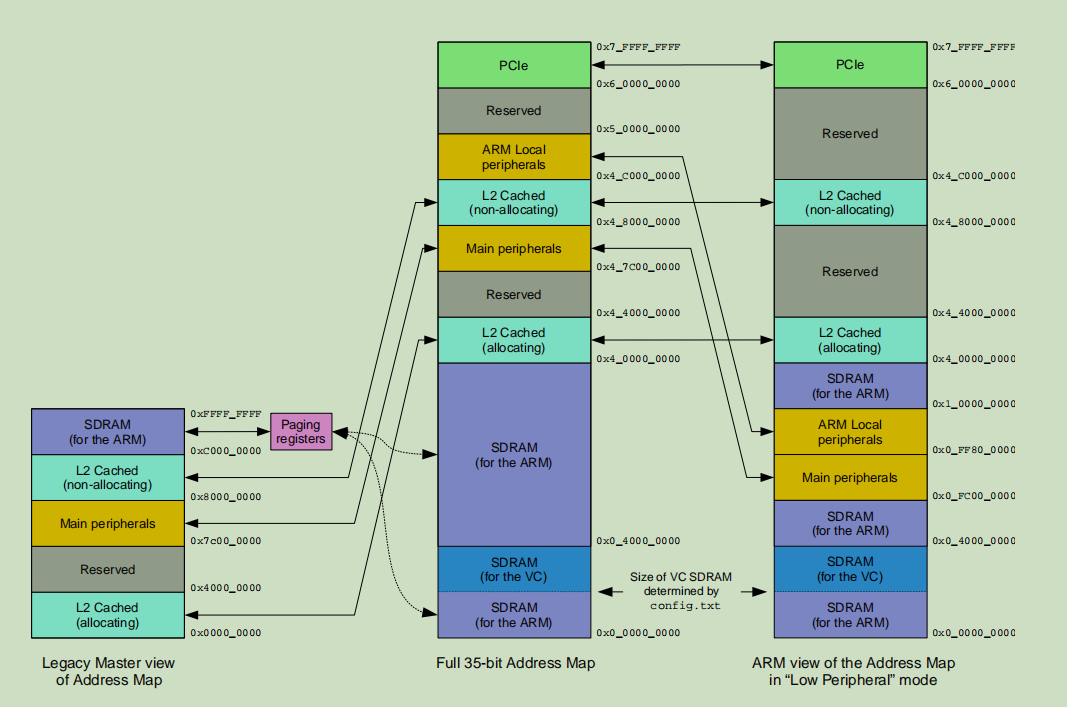 0xFFFF_FFFF
SDRAM
(for the ARM)
0xC000_0000
L2 Cached
(non-allocating)
0x8000_0000
Main peripherals
0x7c00_0000
Reserved
0x4000_0000
L2 Cached
(allocating)
0x0000_0000
Legacy Master view
of Address Map
Paging
registers
0x7_FFFF_FFFF
PCIe
0x6_0000_0000
Reserved
0x5_0000_0000
ARM Local
peripherals
0x4_C000_0000
L2 Cached
(non-allocating)
0x4_8000_0000
Main peripherals
0x4_7C00_0000
Reserved
0x4_4000_0000
L2 Cached
(allocating)
0x4_0000_0000
SDRAM
(for the ARM)
0x0_4000_0000
SDRAM
(for the VC)
SDRAM
(for the ARM)
0x0_0000_0000
Full 35-bit Address Map
Size of VC SDRAM
determined by
config.txt
0x7_FFFF_FFFF
PCIe
0x6_0000_0000
Reserved
0x4_C000_0000
L2 Cached
(non-allocating)
0x4_8000_0000
Reserved
0x4_4000_0000
L2 Cached
(allocating)
0x4_0000_0000
SDRAM
(for the ARM)
0x1_0000_0000
ARM Local
peripherals
0x0_FF80_0000
Main peripherals
0x0_FC00_0000
SDRAM
(for the ARM)
0x0_4000_0000
SDRAM
(for the VC)
SDRAM
(for the ARM)
0x0_0000_0000
ARM view of the Address Map
in “Low Peripheral” mode